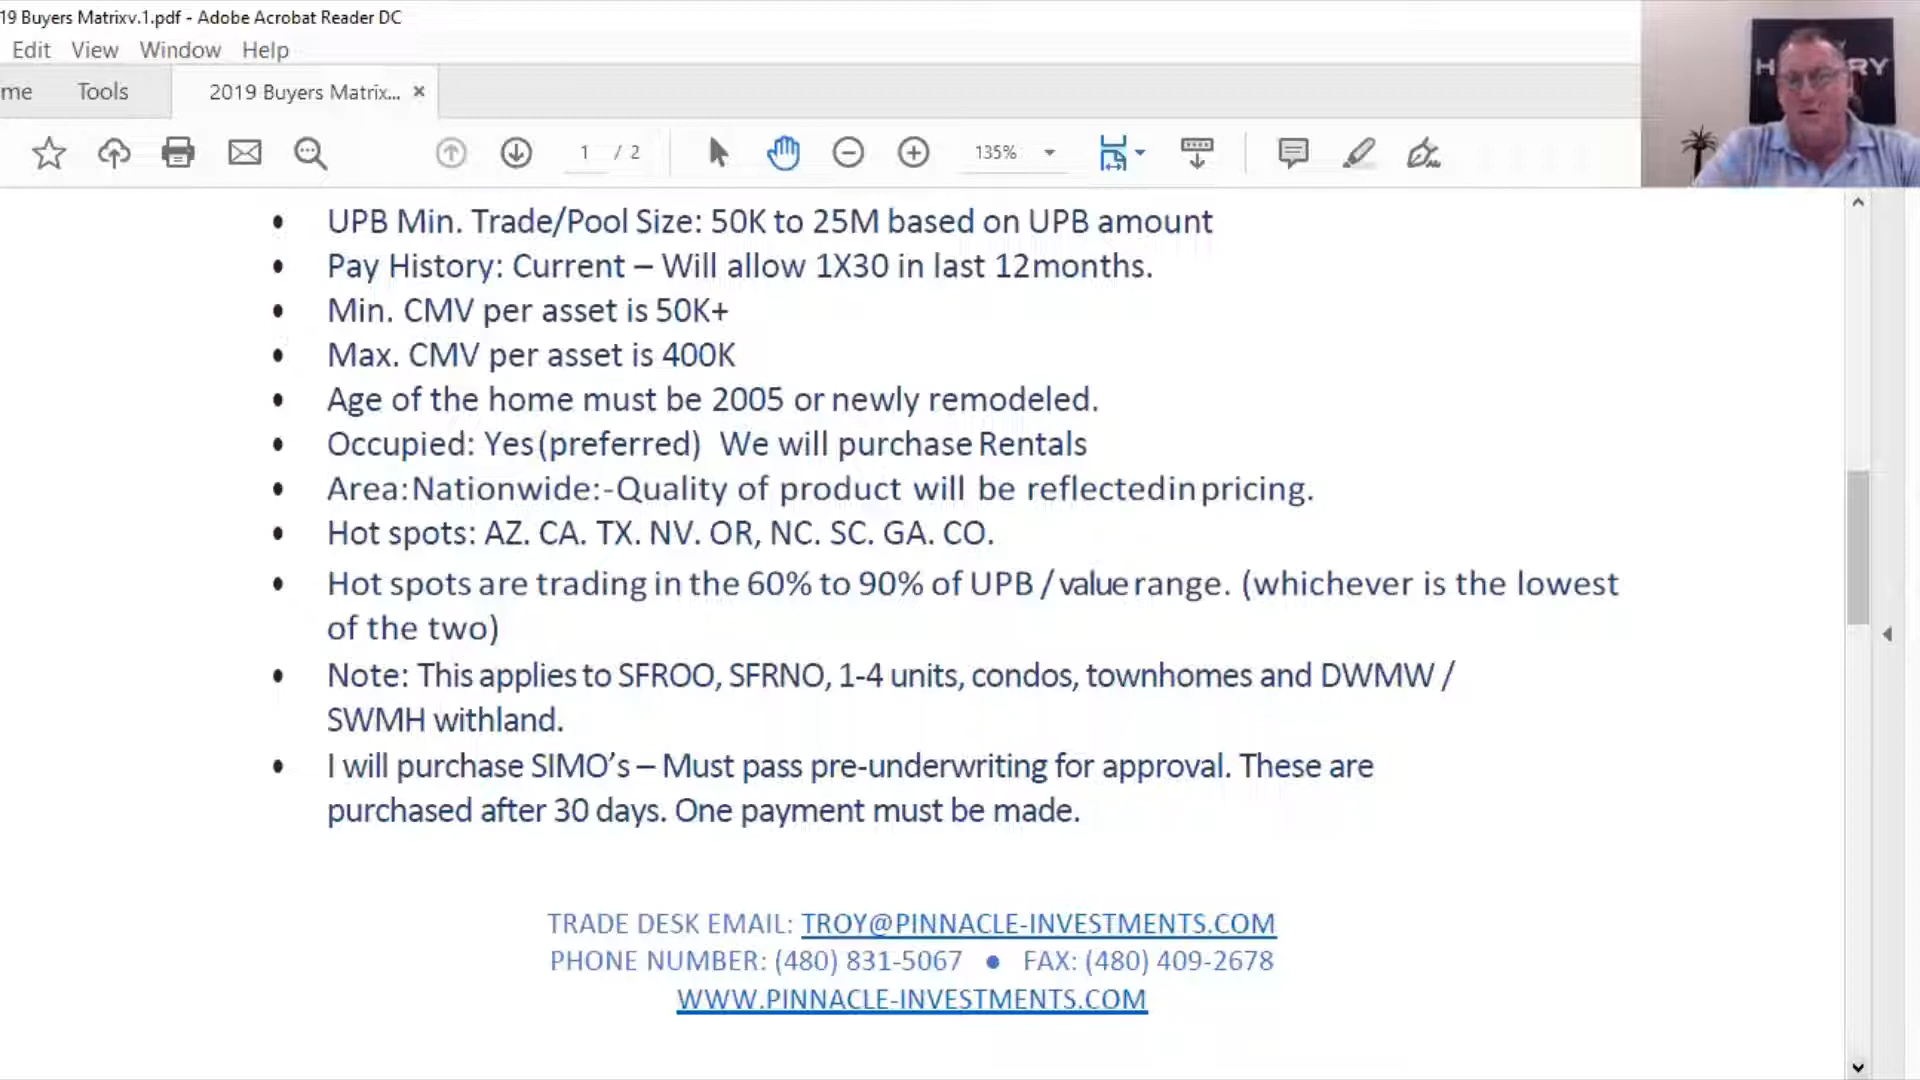 19 Buyers Matrixv.1.pdf - Adobe Acrobat Reader DC
Edit View Window Help
me Tools 2019 Buyers Matrix... ×
1 / 2 135%
• UPB Min. Trade/Pool Size: 50K to 25M based on UPB amount
• Pay History: Current – Will allow 1X30 in last 12months.
• Min. CMV per asset is 50K+
• Max. CMV per asset is 400K
• Age of the home must be 2005 or newly remodeled.
• Occupied: Yes(preferred) We will purchase Rentals
• Area:Nationwide:-Quality of product will be reflectedinpricing.
• Hot spots: AZ. CA. TX. NV. OR, NC. SC. GA. CO.
• Hot spots are trading in the 60% to 90% of UPB / value range. (whichever is the lowest
of the two)
• Note: This applies to SFROO, SFRNO, 1-4 units, condos, townhomes and DWMW /
SWMH withland.
• I will purchase SIMO’s – Must pass pre-underwriting for approval. These are
purchased after 30 days. One payment must be made.
TRADE DESK EMAIL: TROY@PINNACLE-INVESTMENTS.COM
PHONE NUMBER: (480) 831-5067 ● FAX: (480) 409-2678
WWW.PINNACLE-INVESTMENTS.COM